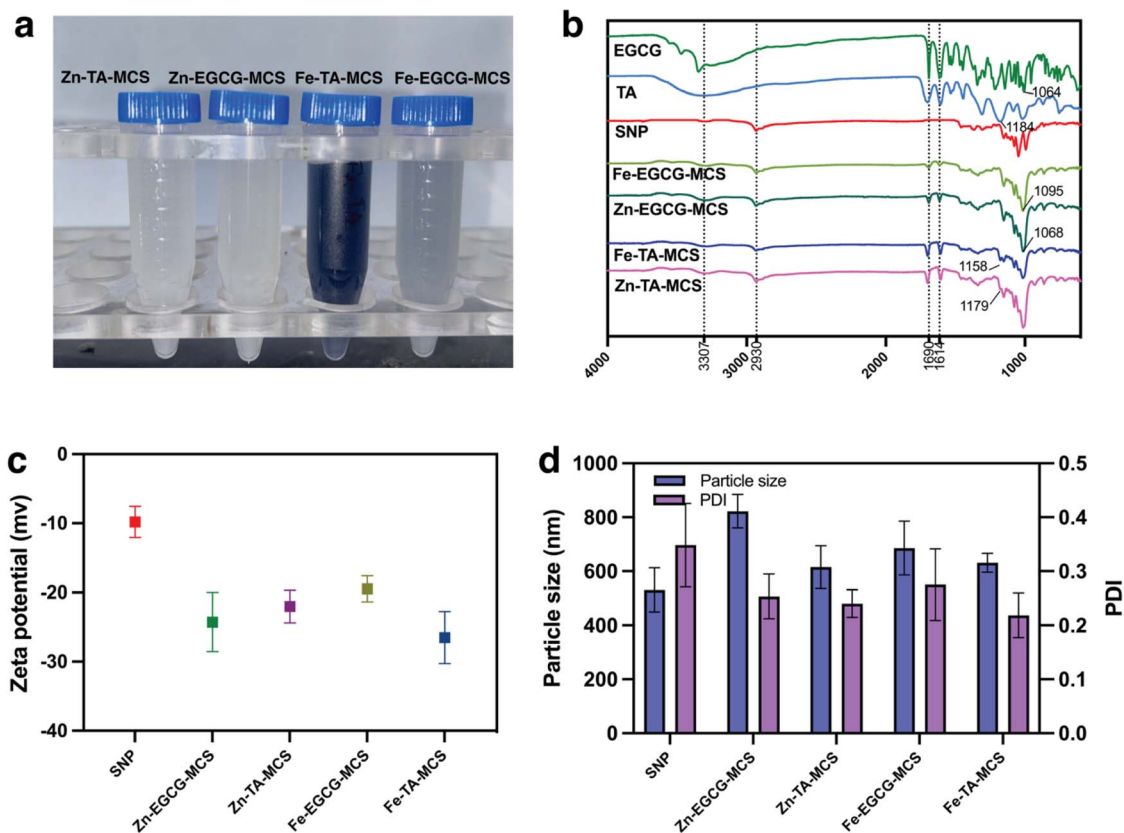 a
Zn-TA-MCS Zn-EGCG-MCS Fe-TA-MCS Fe-EGCG-MCS
b
EGCG
1064
TA
1184
SNP
Fe-EGCG-MCS
1095
Zn-EGCG-MCS
1068
Fe-TA-MCS
1158
Zn-TA-MCS
1179
4000 3307 3000 2930 2000 1690 1614 1000
c
Zeta potential (mv)
0
-10
-20
-30
-40
SNP Zn-EGCG-MCS Zn-TA-MCS Fe-EGCG-MCS Fe-TA-MCS
d
Particle size (nm)
1000
800
600
400
200
0
Particle size
PDI
0.5
0.4
0.3
0.2
0.1
0.0
PDI
SNP Zn-EGCG-MCS Zn-TA-MCS Fe-EGCG-MCS Fe-TA-MCS